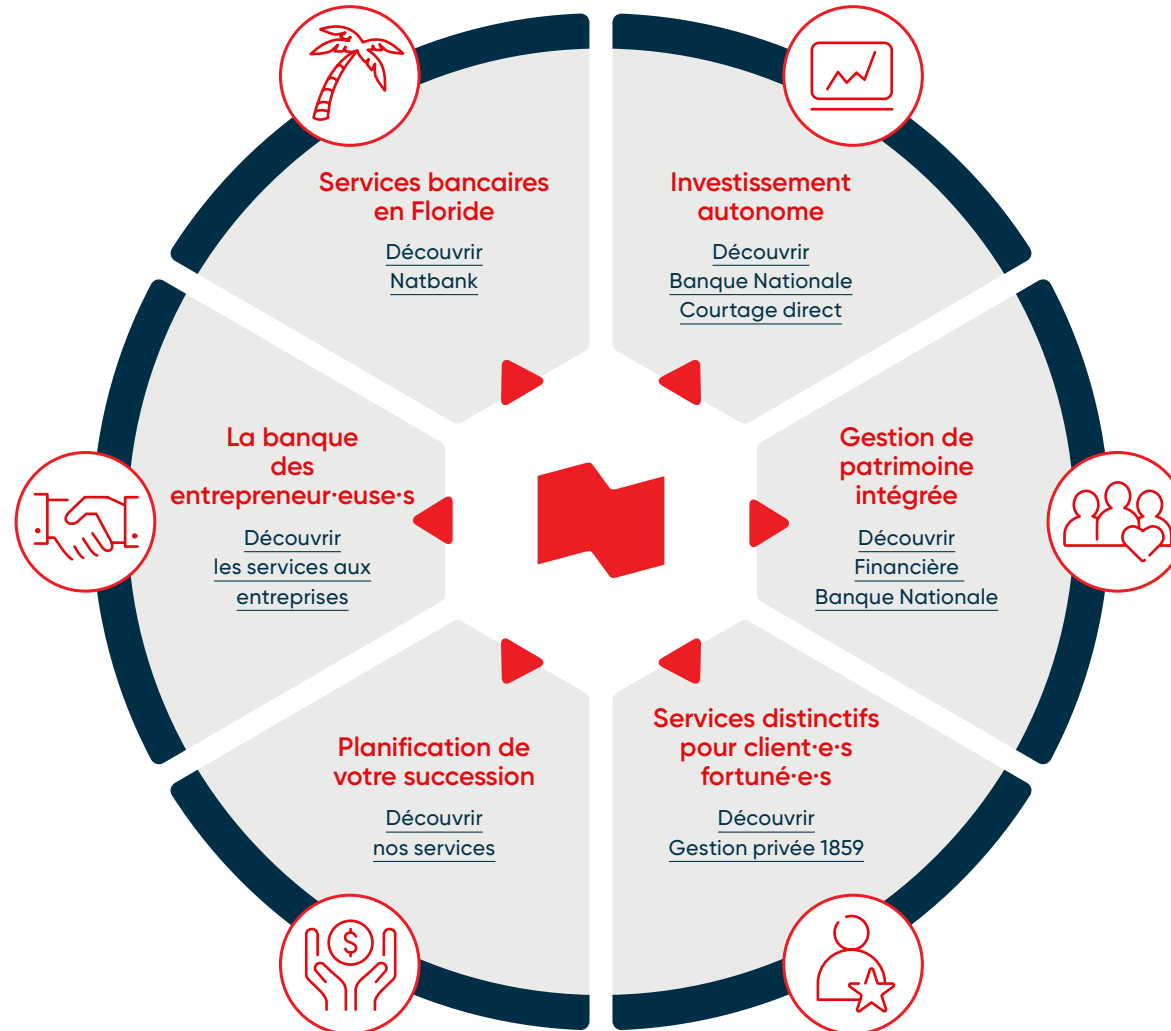 Services bancaires
en Floride
Découvrir
Natbank
Investissement
autonome
Découvrir
Banque Nationale
Courtage direct
La banque
des
entrepreneur·euse·s
Découvrir
les services aux
entreprises
Gestion de
patrimoine
intégrée
Découvrir
Financière
Banque Nationale
Planification de
votre succession
Découvrir
nos services
Services distinctifs
pour client·e·s
fortuné·e·s
Découvrir
Gestion privée 1859
$